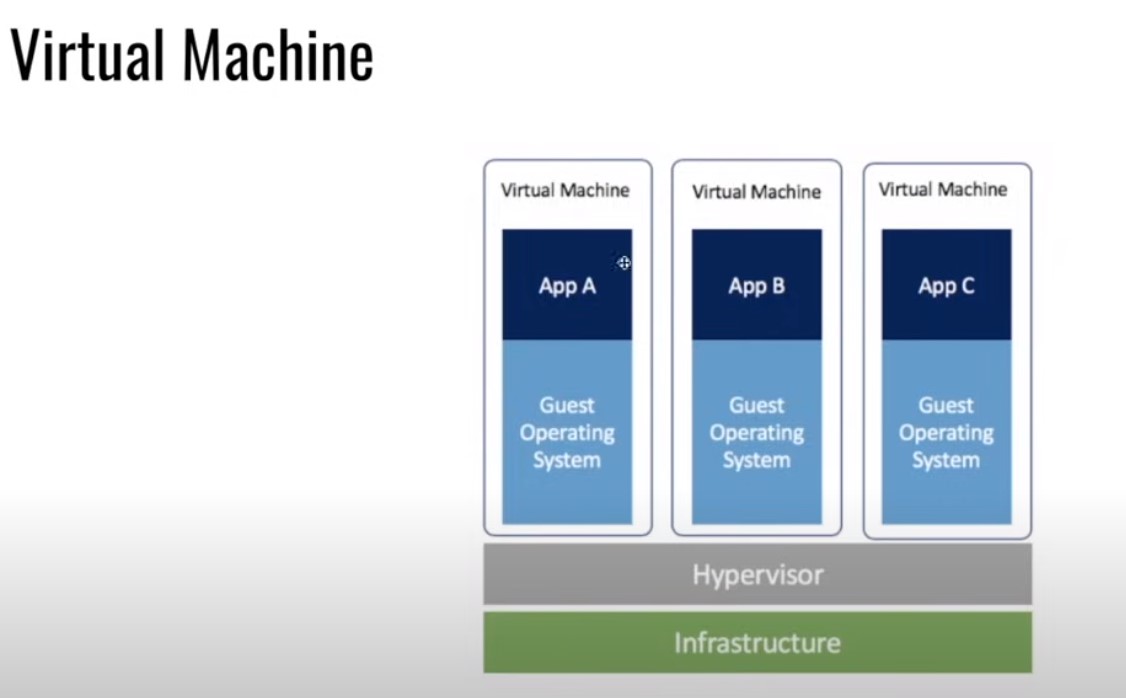 Virtual Machine
Virtual Machine
Virtual Machine
Virtual Machine
App A
App B
App C
Guest
Operating
System
Guest
Operating
System
Guest
Operating
System
Hypervisor
Infrastructure